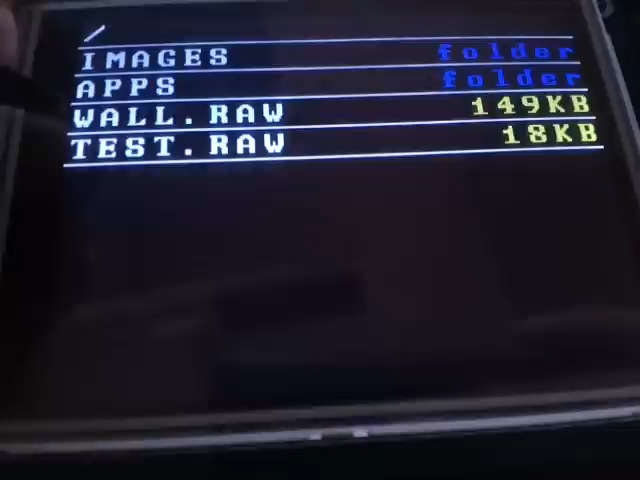 /
IMAGES folder
APPS folder
WALL.RAW 149KB
TEST.RAW 18KB